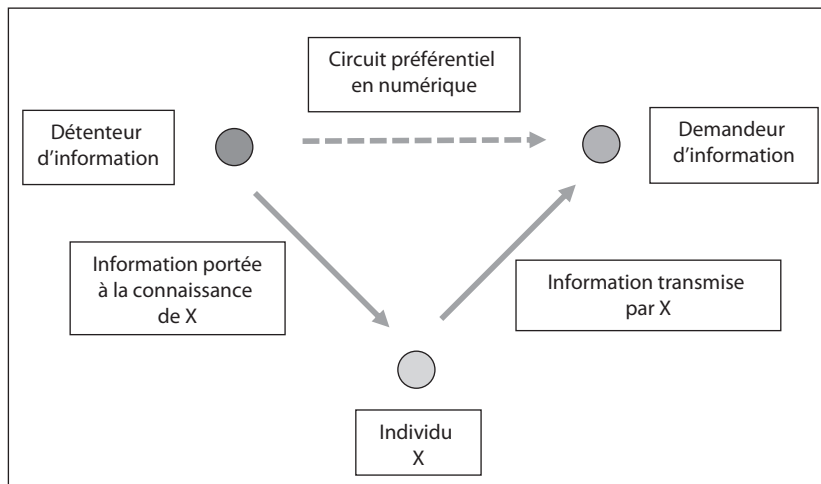 Circuit préférentiel
en numérique
Détenteur
d'information
Demandeur
d'information
Information portée
à la connaissance
de X
Information transmise
par X
Individu
X